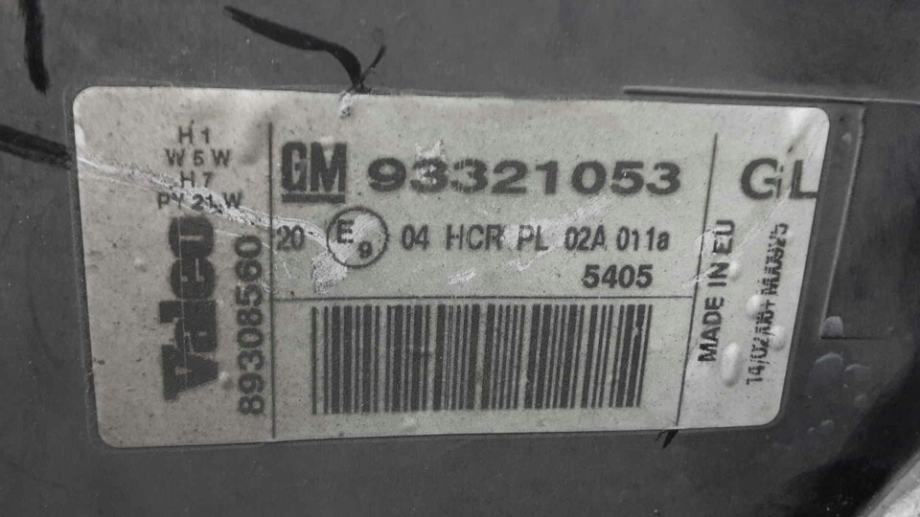 H1
W5W
H7
PY 21 W
Valeo
89308560
GM 93321053
20 E9 04 HCR PL 02A 011a
5405
MADE IN EU
GL